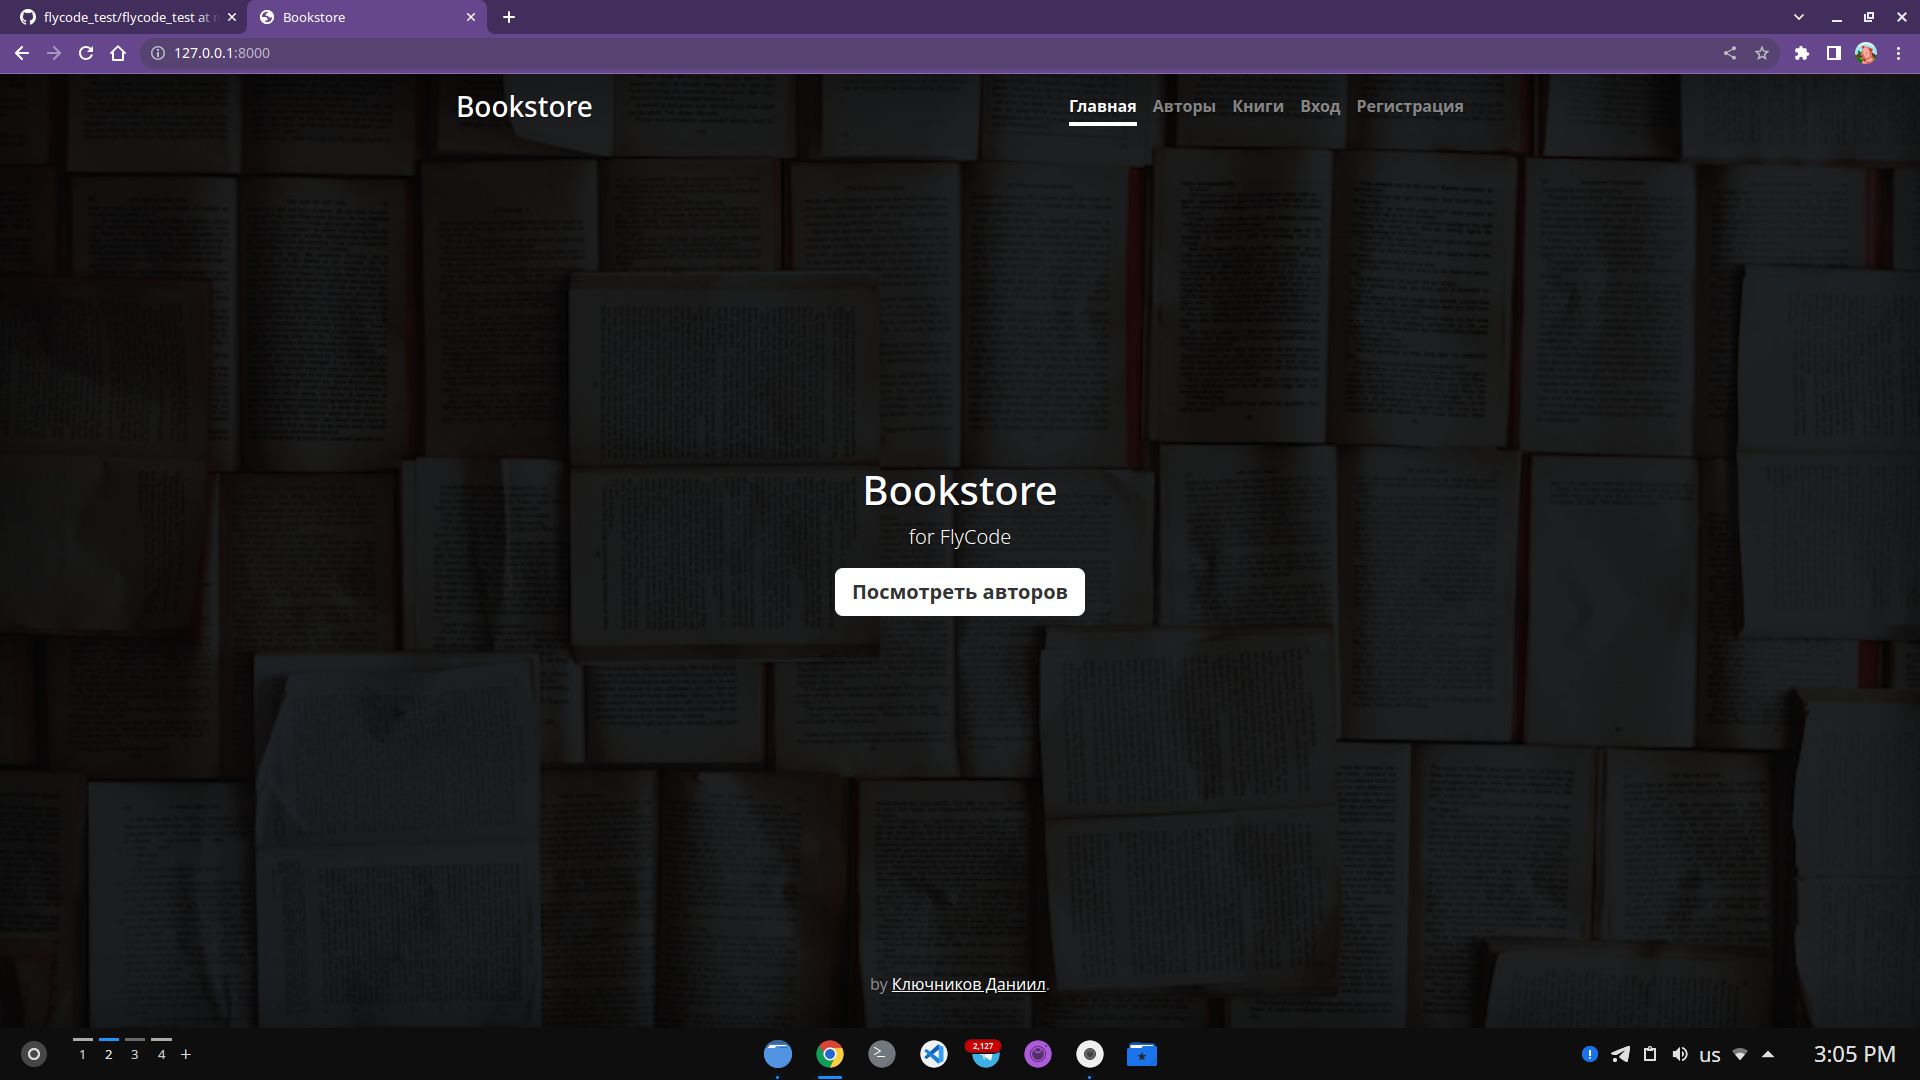 flycode_test/flycode_test at
Bookstore
127.0.0.1:8000
Bookstore
Главная Авторы Книги Вход Регистрация
Bookstore
for FlyCode
Посмотреть авторов
by Ключников Даниил.
1 2 3 4 +
2,127
us
3:05 PM